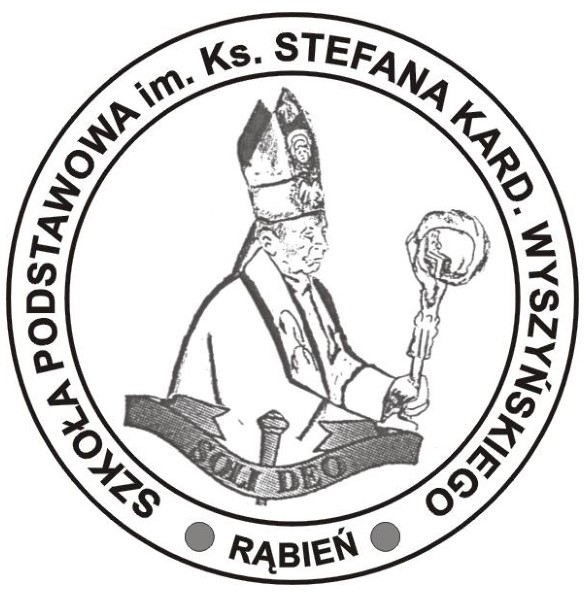 SZKOŁA PODSTAWOWA im. Ks. STEFANA KARD. WYSZYŃSKIEGO
RĄBIEŃ
SOLI DEO